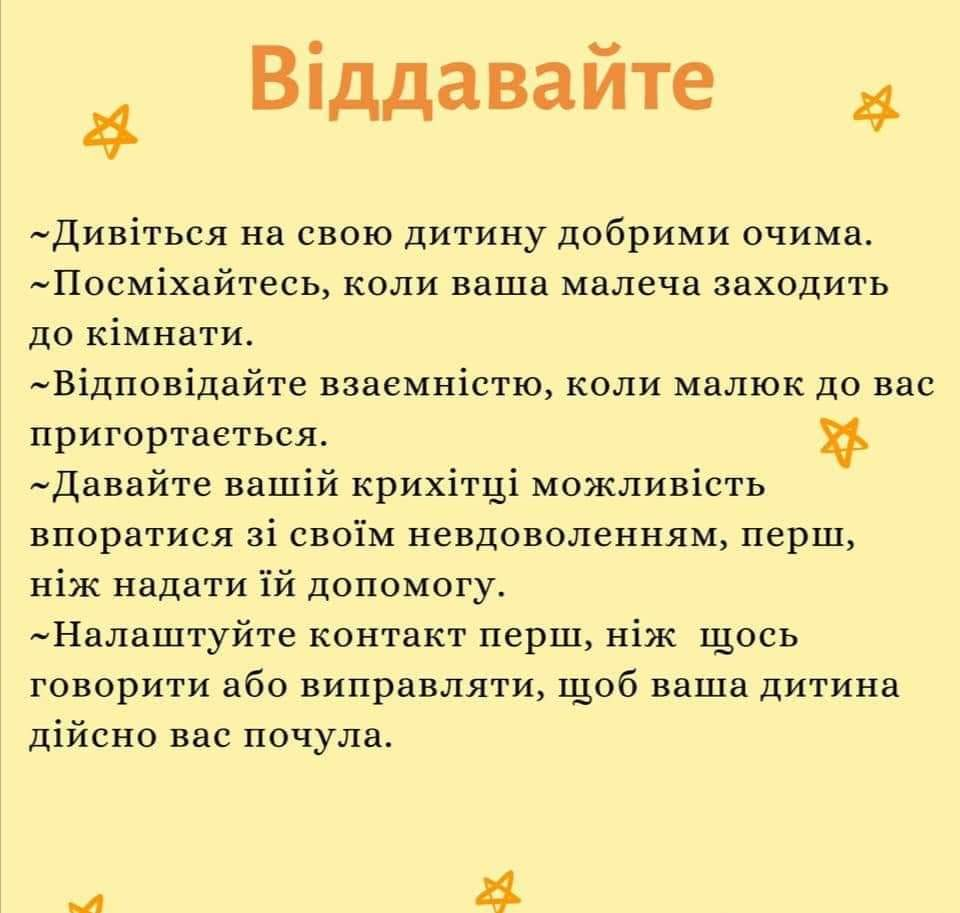 Віддавайте
~Дивіться на свою дитину добрими очима.
~Посміхайтесь, коли ваша малеча заходить
до кімнати.
~Відповідайте взаємністю, коли малюк до вас
пригортається.
~Давайте вашій крихітці можливість
впоратися зі своїм невдоволенням, перш,
ніж надати їй допомогу.
~Налаштуйте контакт перш, ніж  щось
говорити або виправляти, щоб ваша дитина
дійсно вас почула.